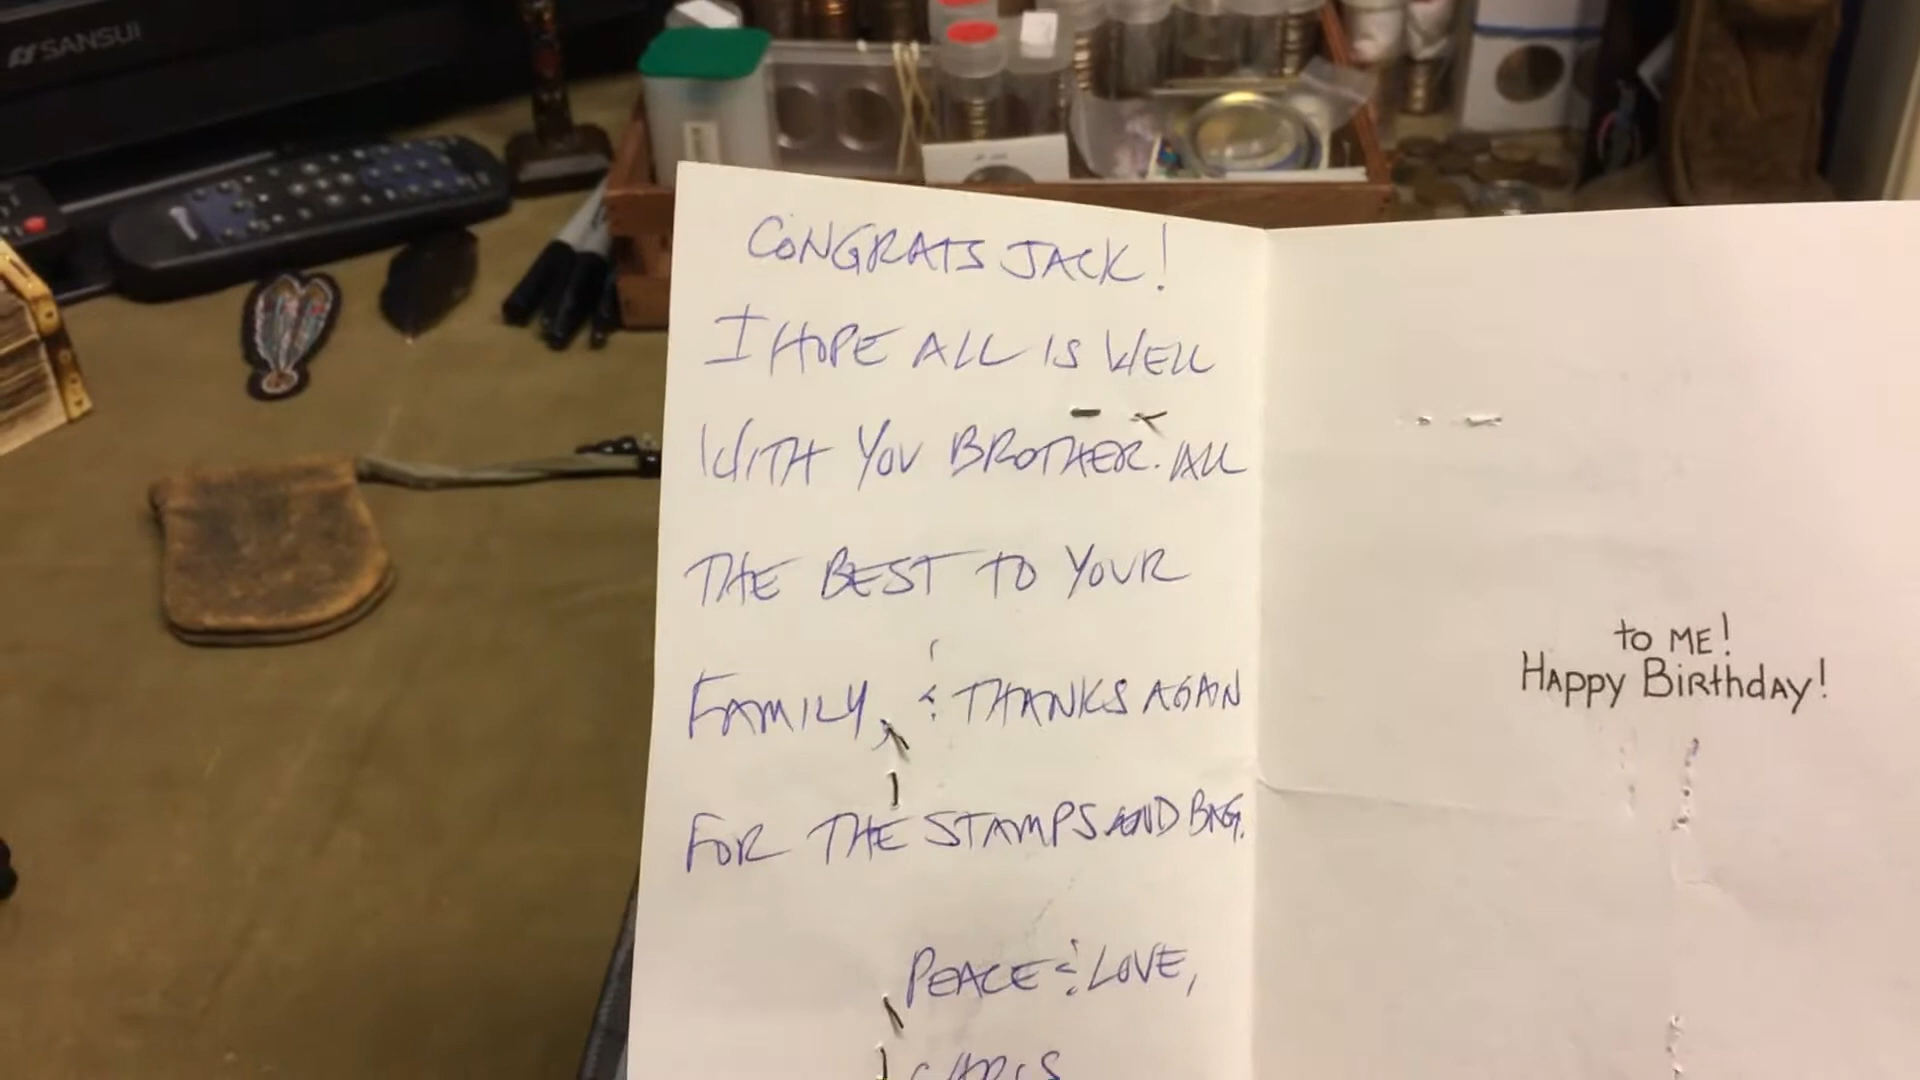 SANSUI
CONGRATS JACK!
I HOPE ALL IS WELL
WITH YOU BROTHER. ALL
THE BEST TO YOUR
FAMILY, & THANKS AGAIN
FOR THE STAMPS AND BAG.
PEACE & LOVE,
CHRIS
to ME!
HAppy BiRthdAy!